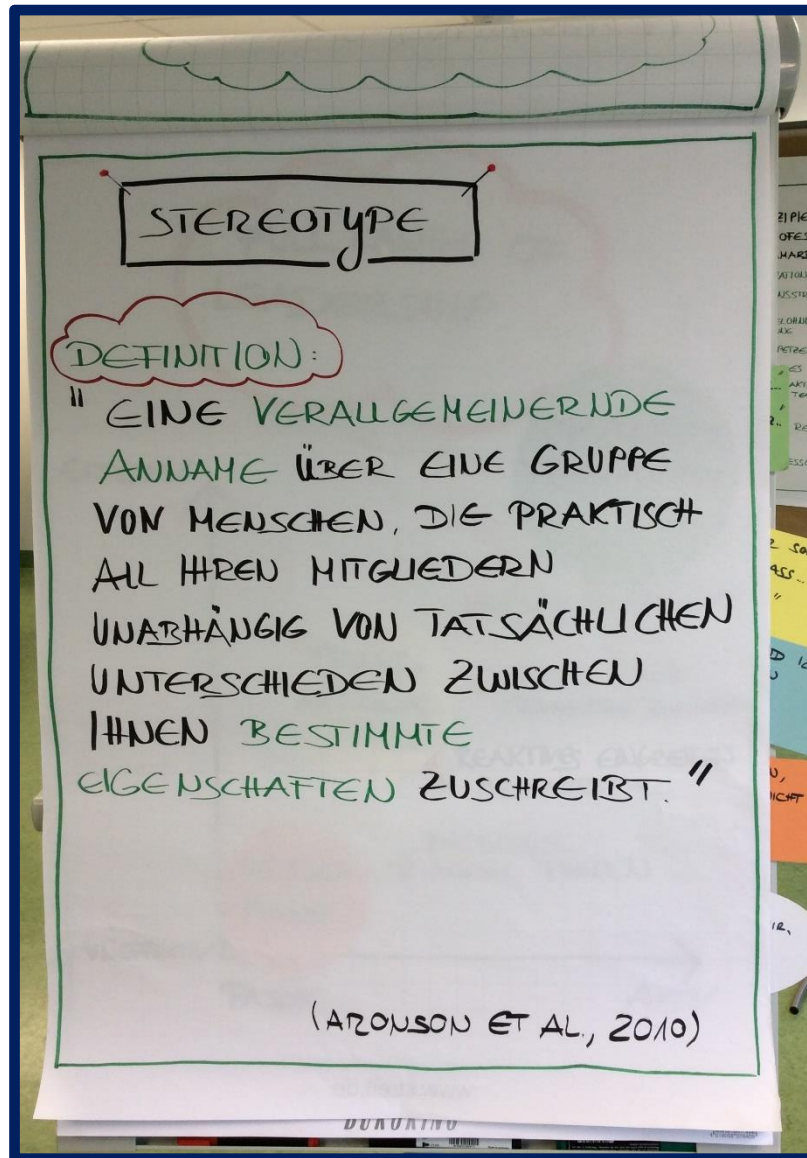 STEREOTYPE
DEFINITION:
" EINE VERALLGEMEINERNDE
ANNAME ÜBER EINE GRUPPE
VON MENSCHEN, DIE PRAKTISCH
ALL IHREN MITGLIEDERN
UNABHÄNGIG VON TATSÄCHLICHEN
UNTERSCHIEDEN ZWISCHEN
IHNEN BESTIMMTE
EIGENSCHAFTEN ZUSCHREIBT."
(ARONSON ET AL., 2010)